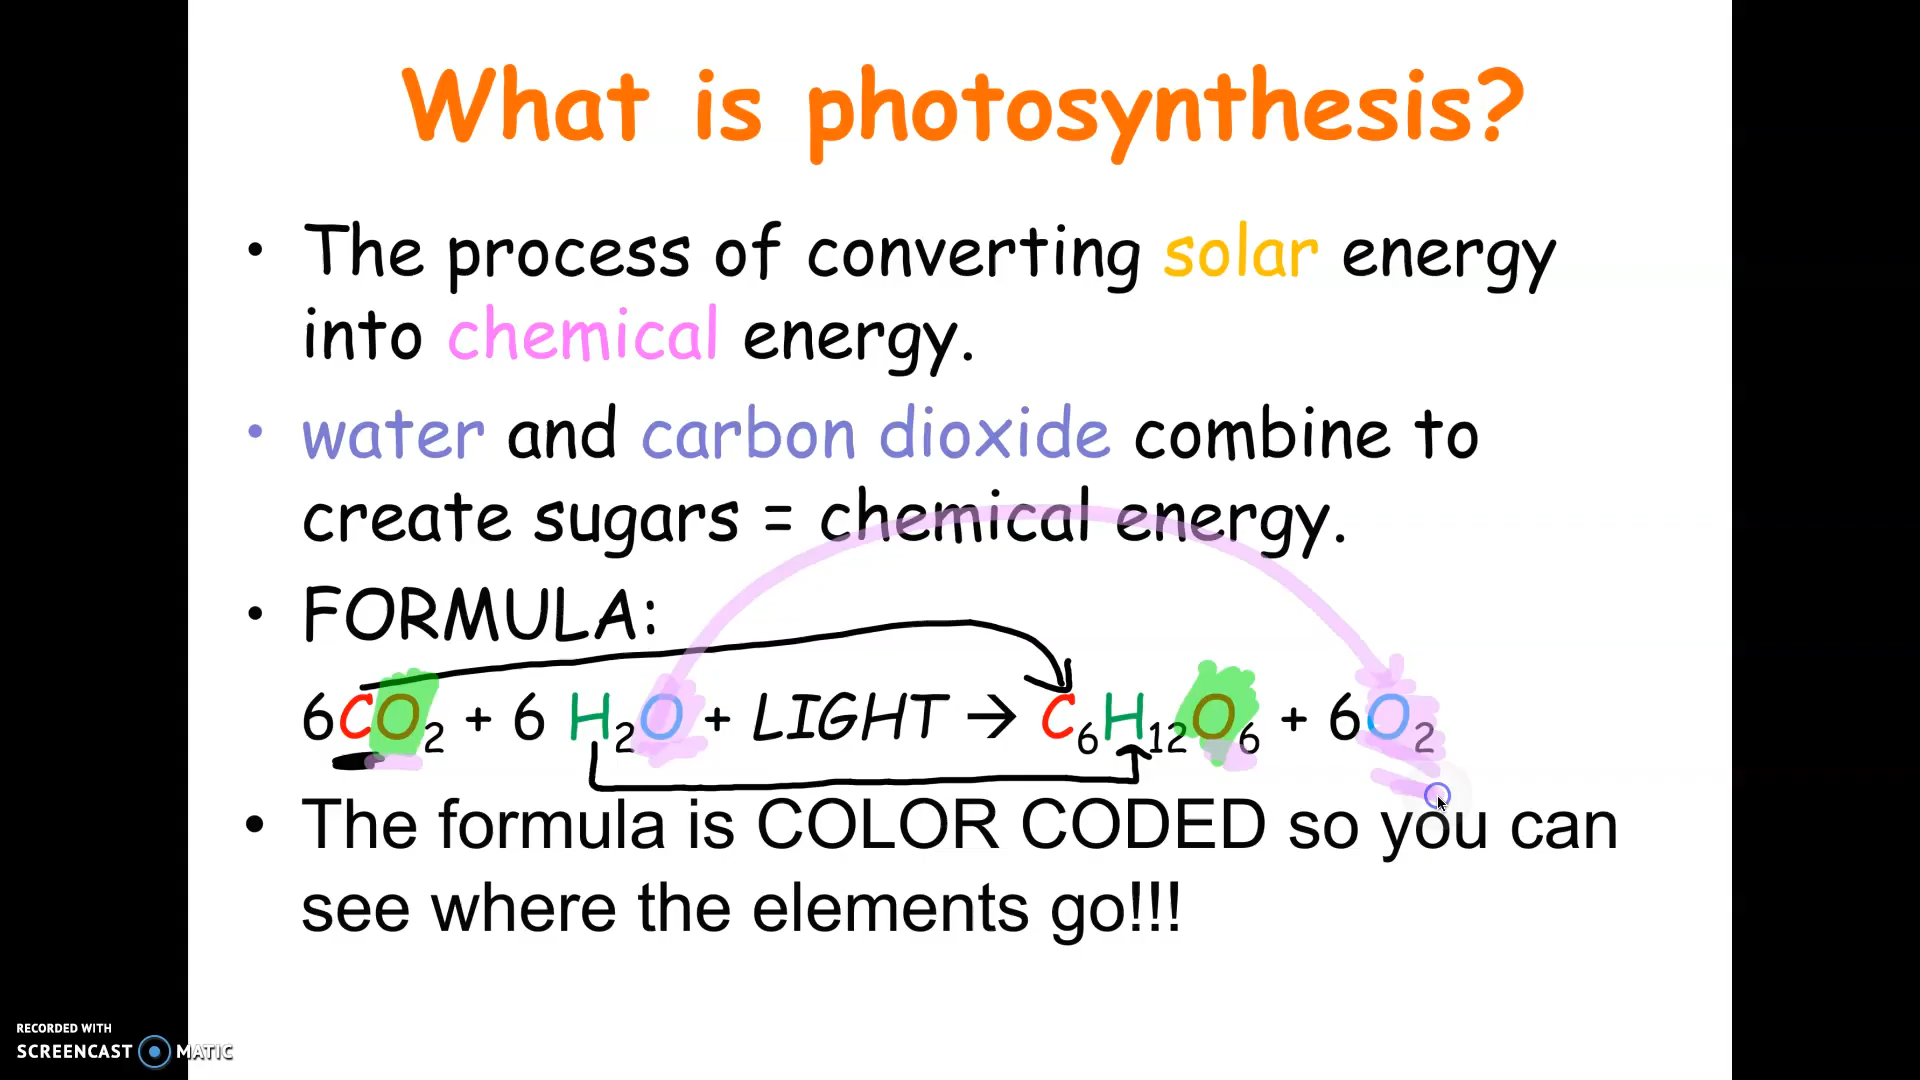 What is photosynthesis?
• The process of converting solar energy
into chemical energy.
• water and carbon dioxide combine to
create sugars = chemical energy.
• FORMULA:
6CO₂ + 6 H₂O + LIGHT → C₆H₁₂O₆ + 6O₂
• The formula is COLOR CODED so you can
see where the elements go!!!
RECORDED WITH
SCREENCAST MATIC